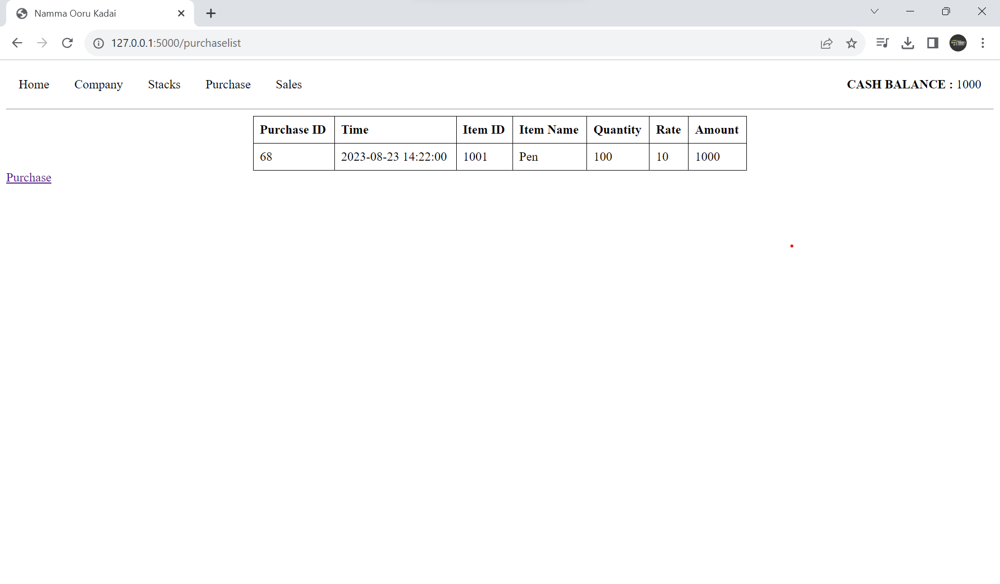 Namma Ooru Kadai
127.0.0.1:5000/purchaselist
Home Company Stacks Purchase Sales CASH BALANCE : 1000
Purchase ID Time Item ID Item Name Quantity Rate Amount
68 2023-08-23 14:22:00 1001 Pen 100 10 1000
Purchase